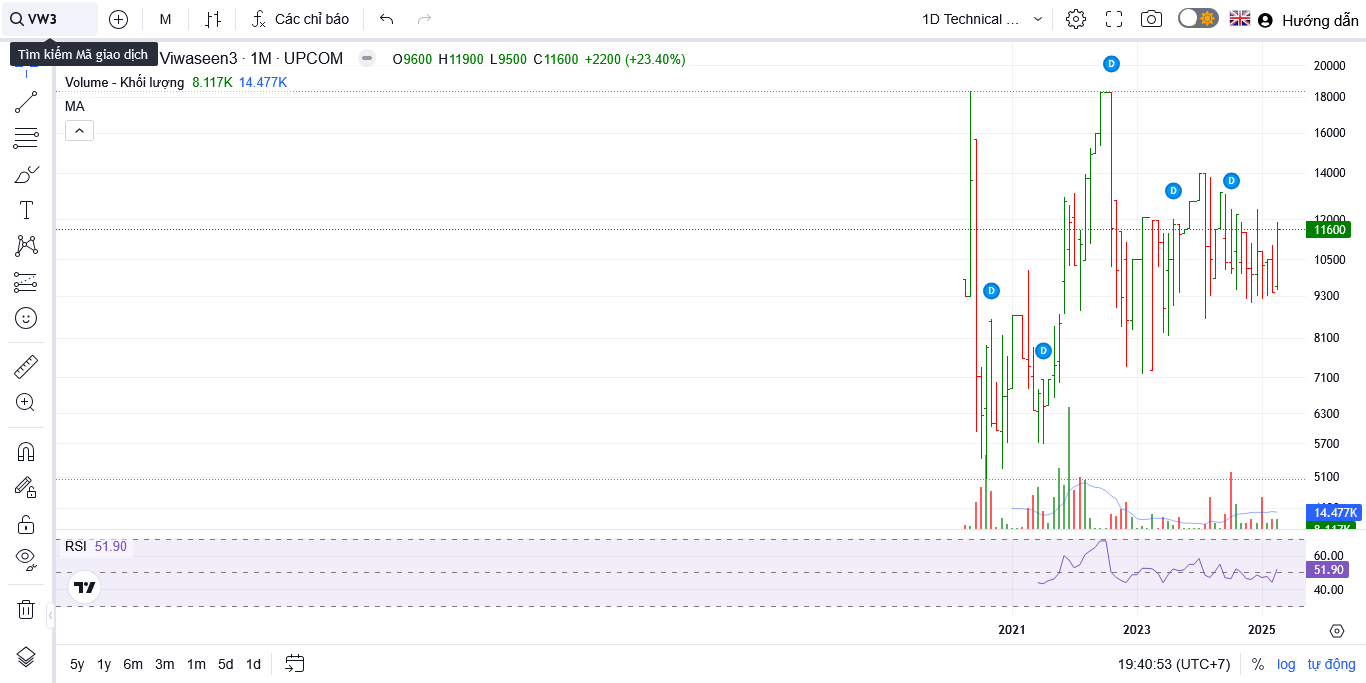 VW3
M
Các chỉ báo
1D Technical ...
Hướng dẫn
Tìm kiếm Mã giao dịch
Viwaseen3 · 1M · UPCOM
O9600 H11900 L9500 C11600 +2200 (+23.40%)
Volume - Khối lượng 8.117K 14.477K
MA
D
D
D
D
D
20000
18000
16000
14000
12000
11600
10500
9300
8100
7100
6300
5700
5100
14.477K
8.117K
RSI 51.90
60.00
51.90
40.00
2021 2023 2025
5y 1y 6m 3m 1m 5d 1d
19:40:53 (UTC+7) % log tự động